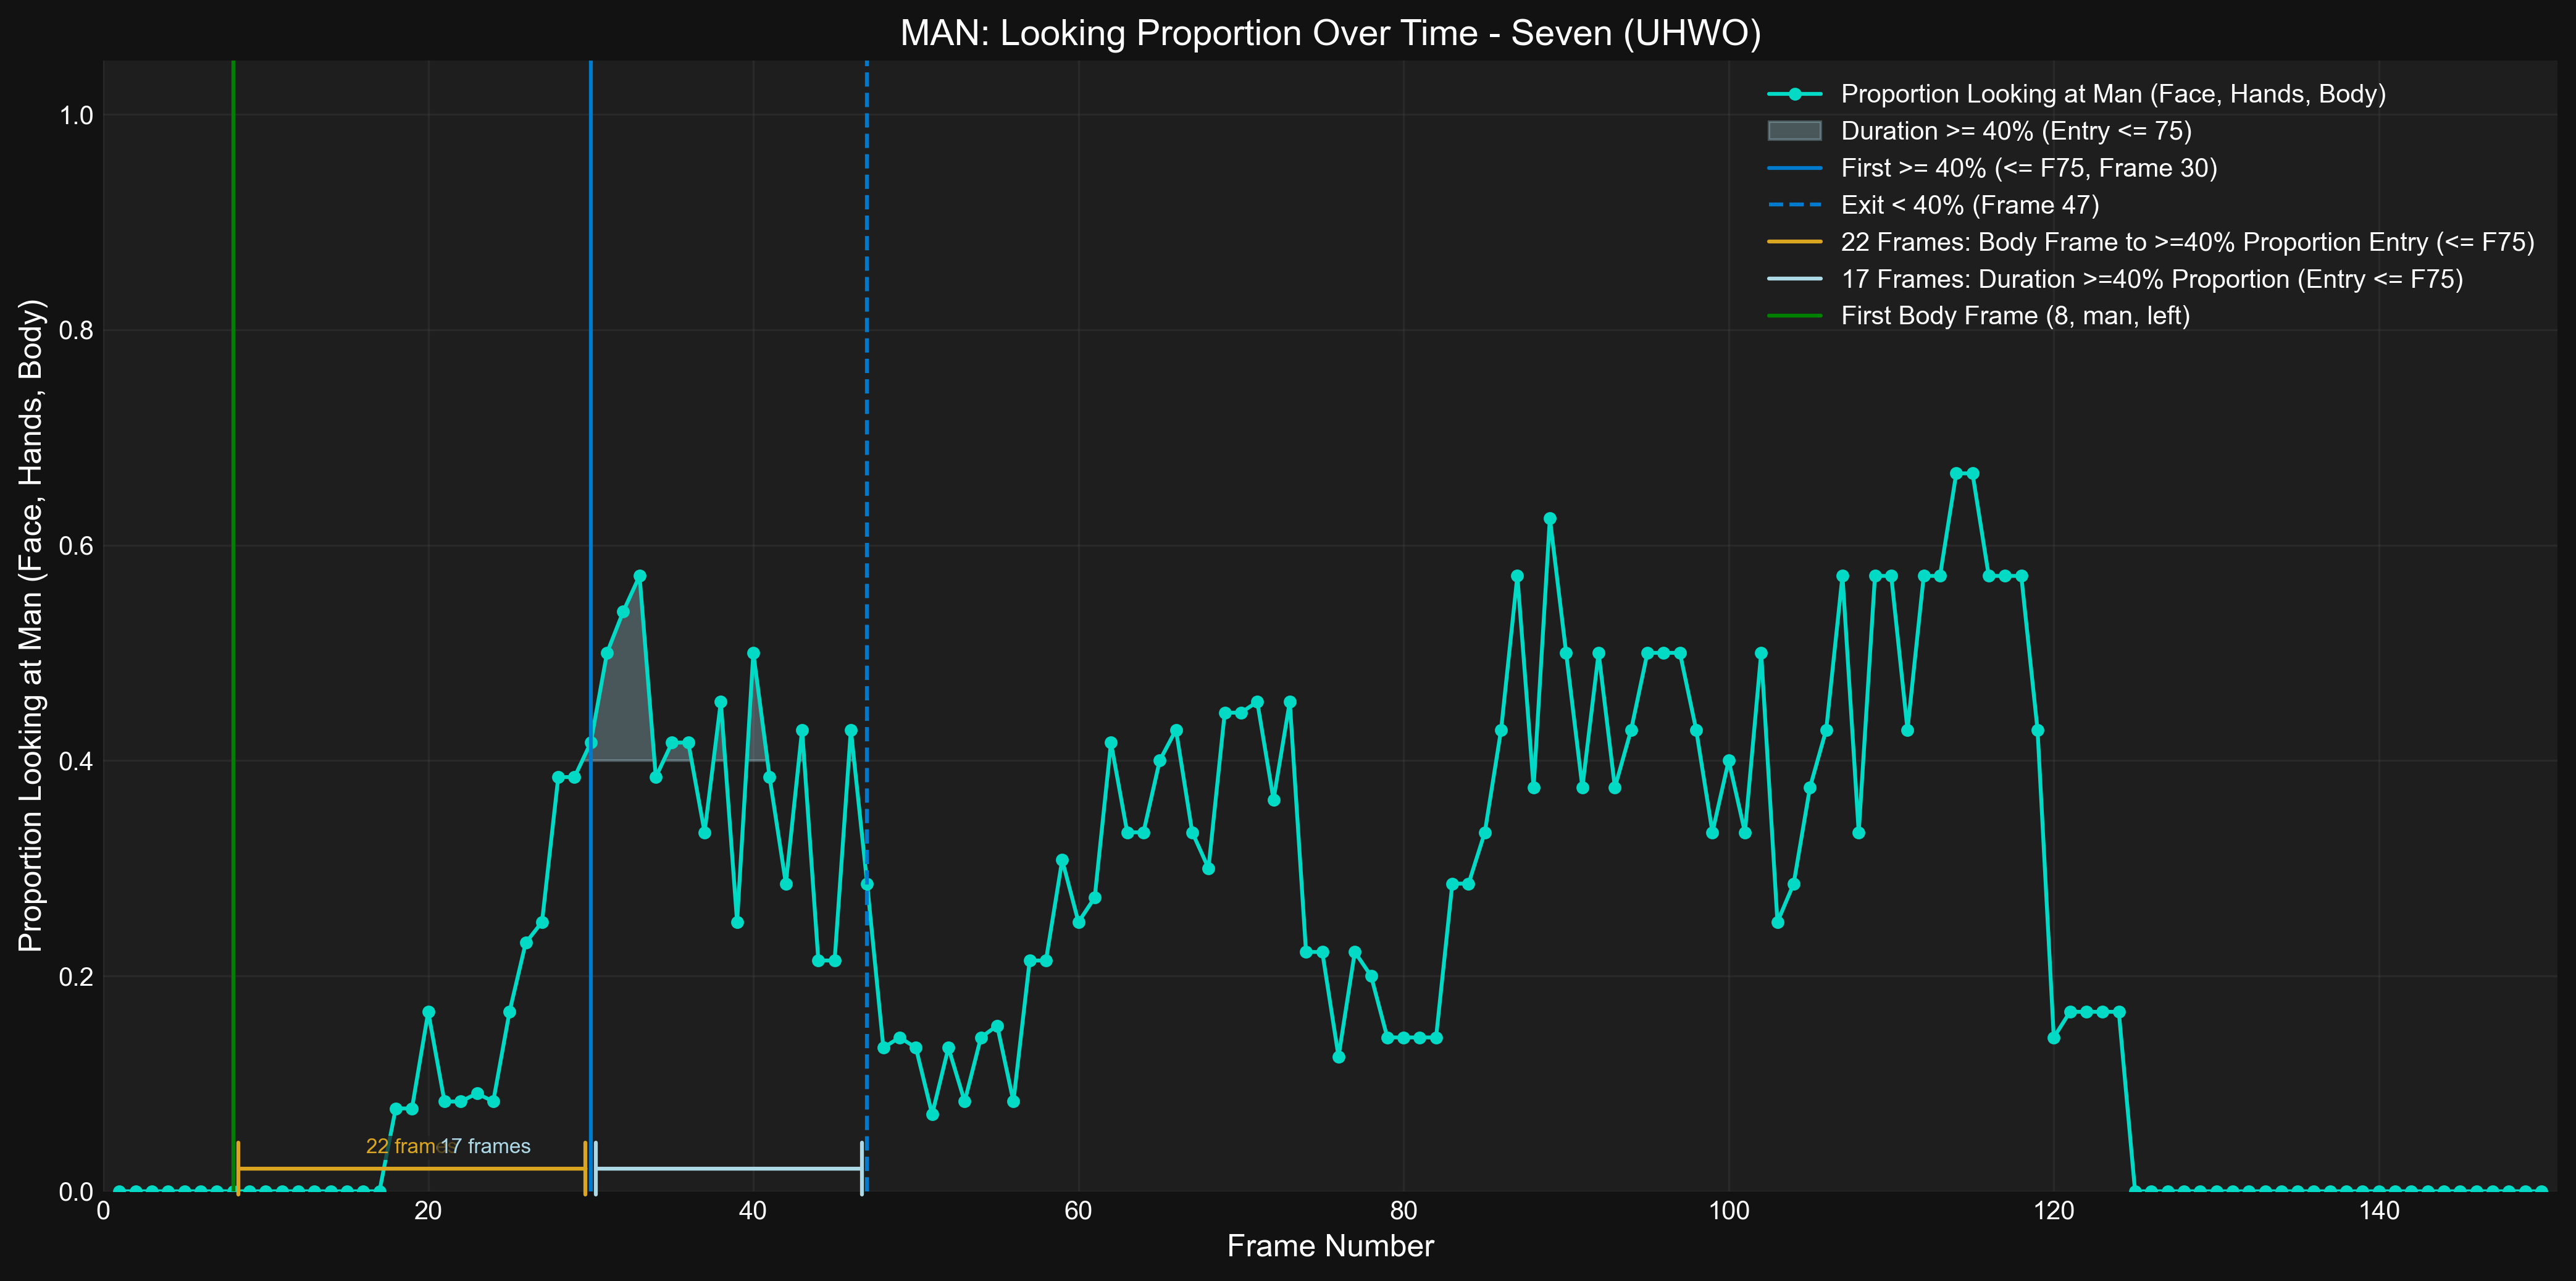 MAN: Looking Proportion Over Time - Seven (UHWO)
Proportion Looking at Man (Face, Hands, Body)
Duration >= 40% (Entry <= 75)
First >= 40% (<= F75, Frame 30)
Exit < 40% (Frame 47)
22 Frames: Body Frame to >=40% Proportion Entry (<= F75)
17 Frames: Duration >=40% Proportion (Entry <= F75)
First Body Frame (8, man, left)
Proportion Looking at Man (Face, Hands, Body)
1.0
0.8
0.6
0.4
0.2
0.0
22 frames
17 frames
0 20 40 60 80 100 120 140
Frame Number